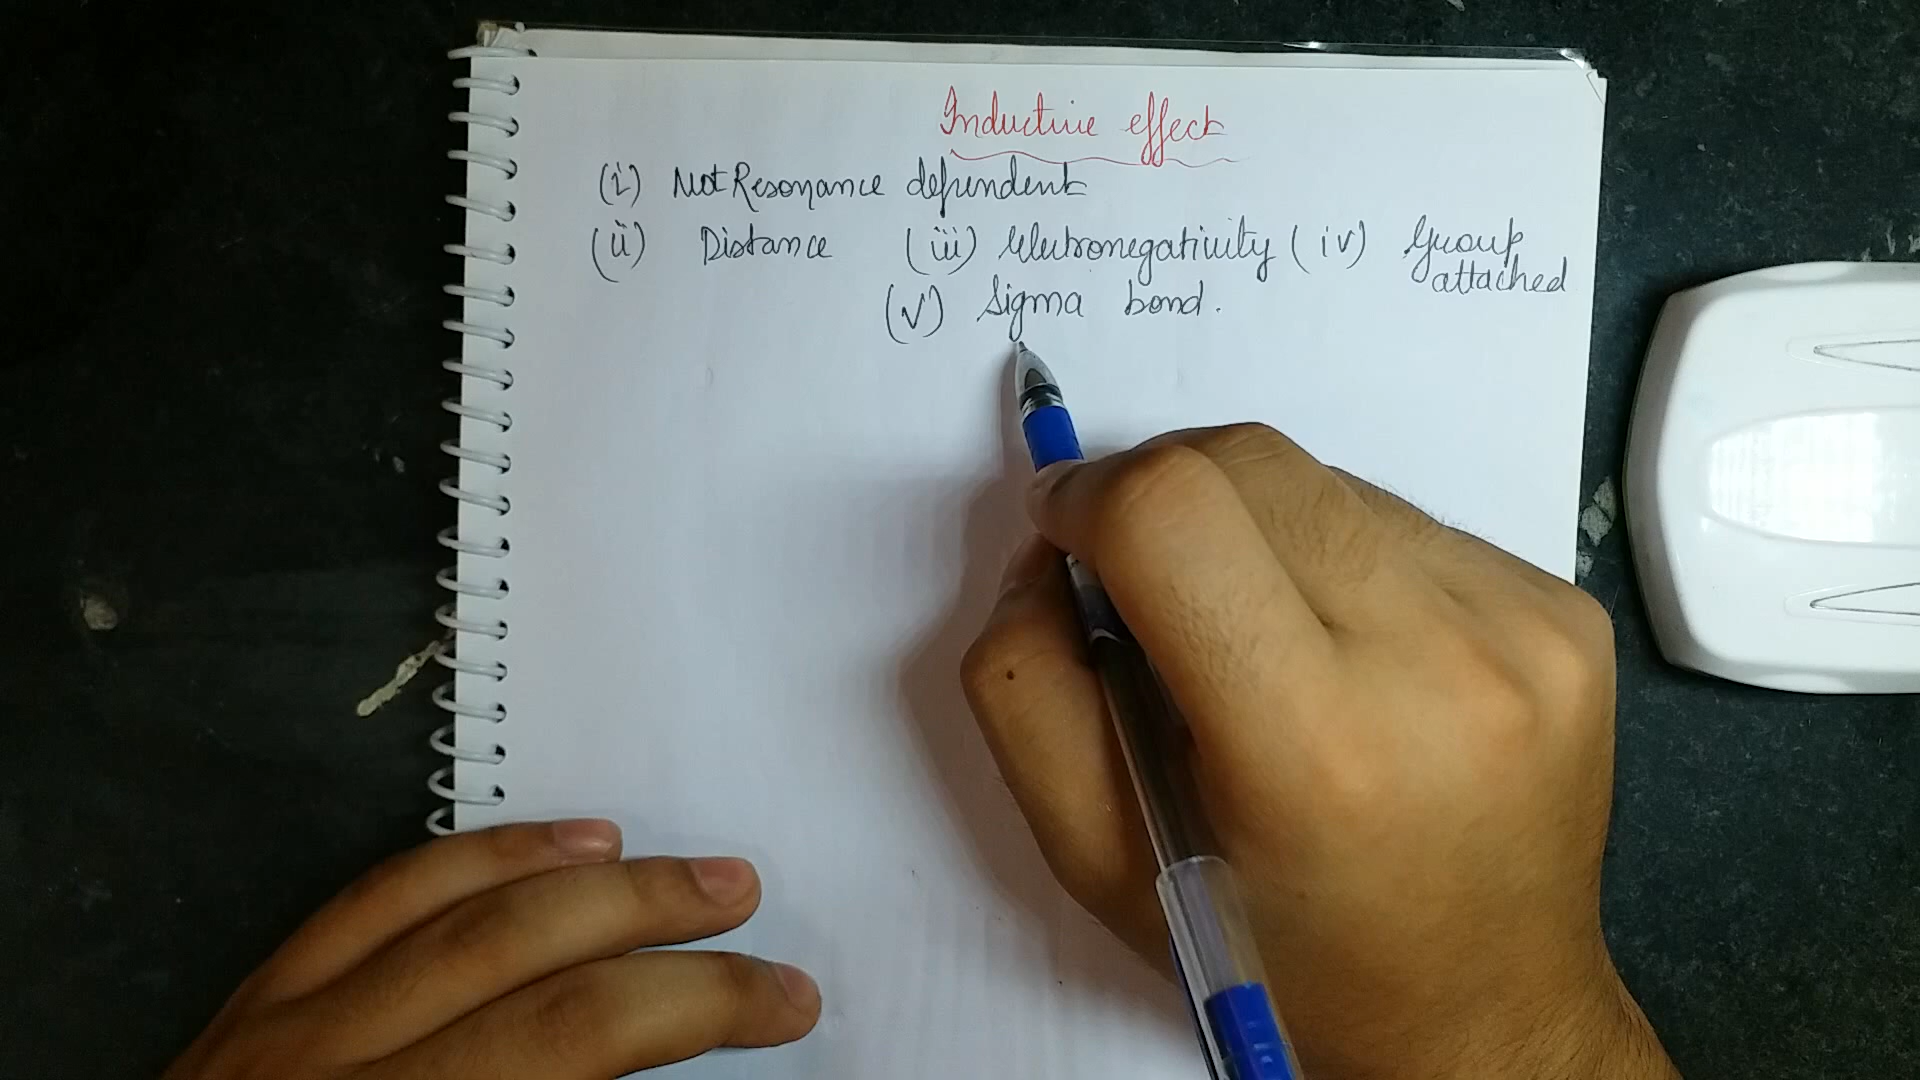 Inductive effect
(i) Not Resonance dependent
(ii) Distance (iii) electronegativity (iv) Group
attached
(v) Sigma bond.